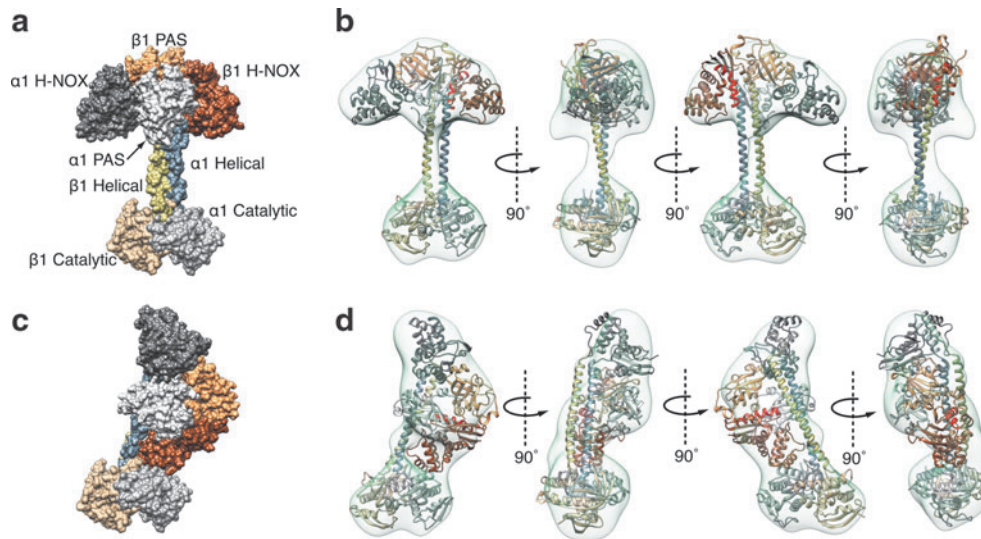 a
β1 PAS
α1 H-NOX
β1 H-NOX
α1 PAS
β1 Helical
α1 Helical
α1 Catalytic
β1 Catalytic
b
90°
90°
90°
c
d
90°
90°
90°